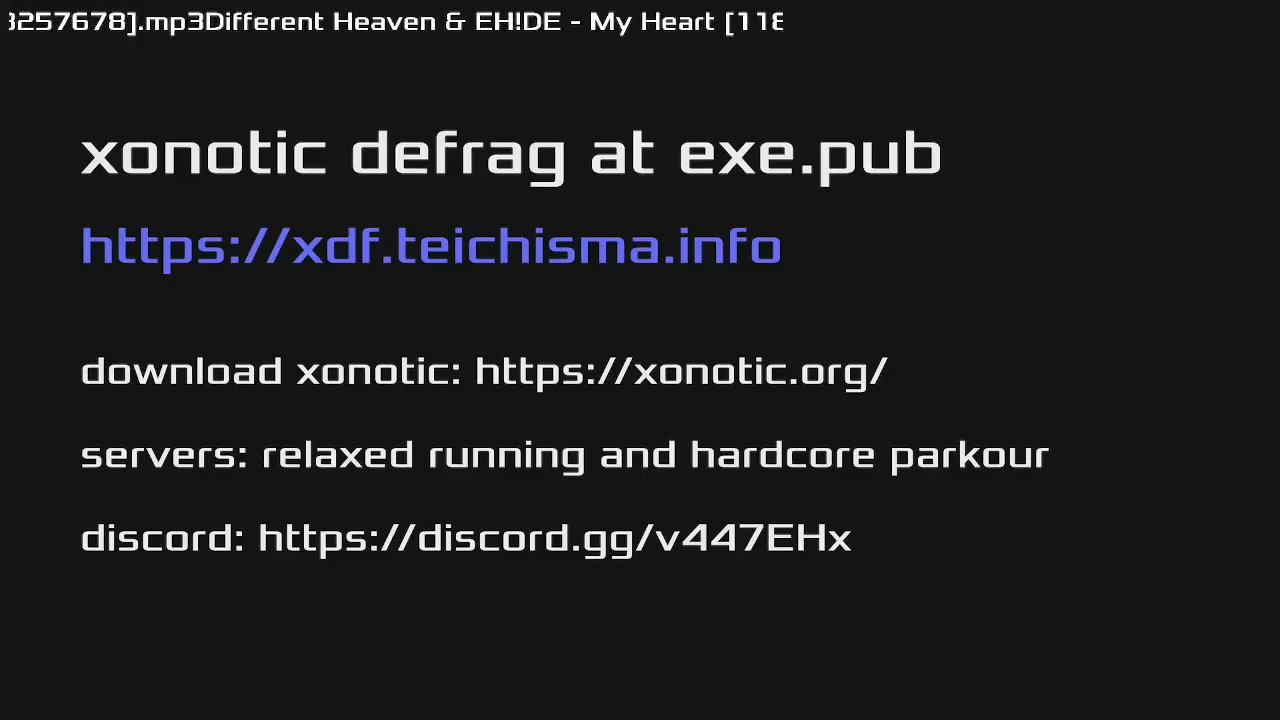 3257678].mp3Different Heaven & EH!DE - My Heart [118
xonotic defrag at exe.pub
https://xdf.teichisma.info
download xonotic: https://xonotic.org/
servers: relaxed running and hardcore parkour
discord: https://discord.gg/v447EHx